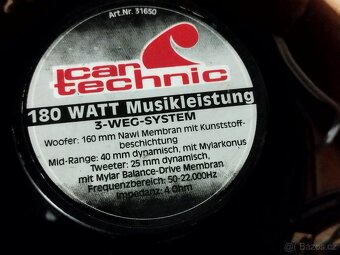 Art.Nr. 31650
car
technic
180 WATT Musikleistung
3-WEG-SYSTEM
Woofer: 160 mm Nawi Membran mit Kunststoff-
beschichtung
Mid-Range: 40 mm dynamisch, mit Mylarkonus
Tweeter: 25 mm dynamisch,
mit Mylar Balance-Drive Membran
Frequenzbereich: 50-22.000Hz
Impedanz: 4 Ohm
Bazos.cz